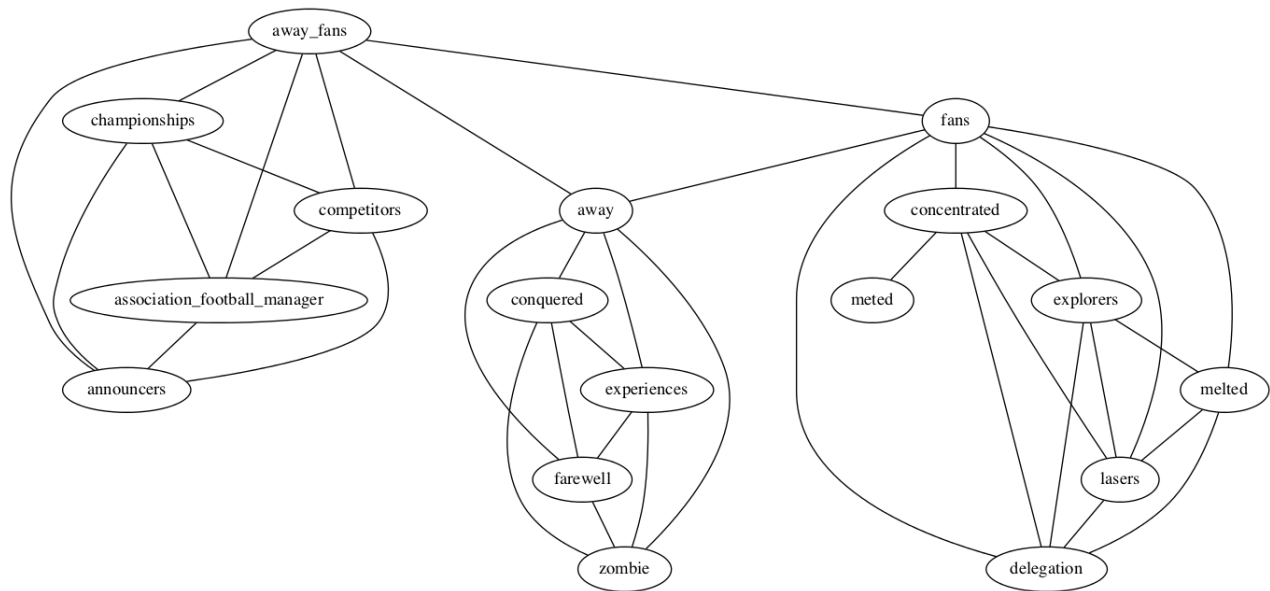 away_fans
championships
fans
competitors
away
concentrated
association_football_manager
conquered
meted
explorers
announcers
experiences
melted
farewell
lasers
zombie
delegation